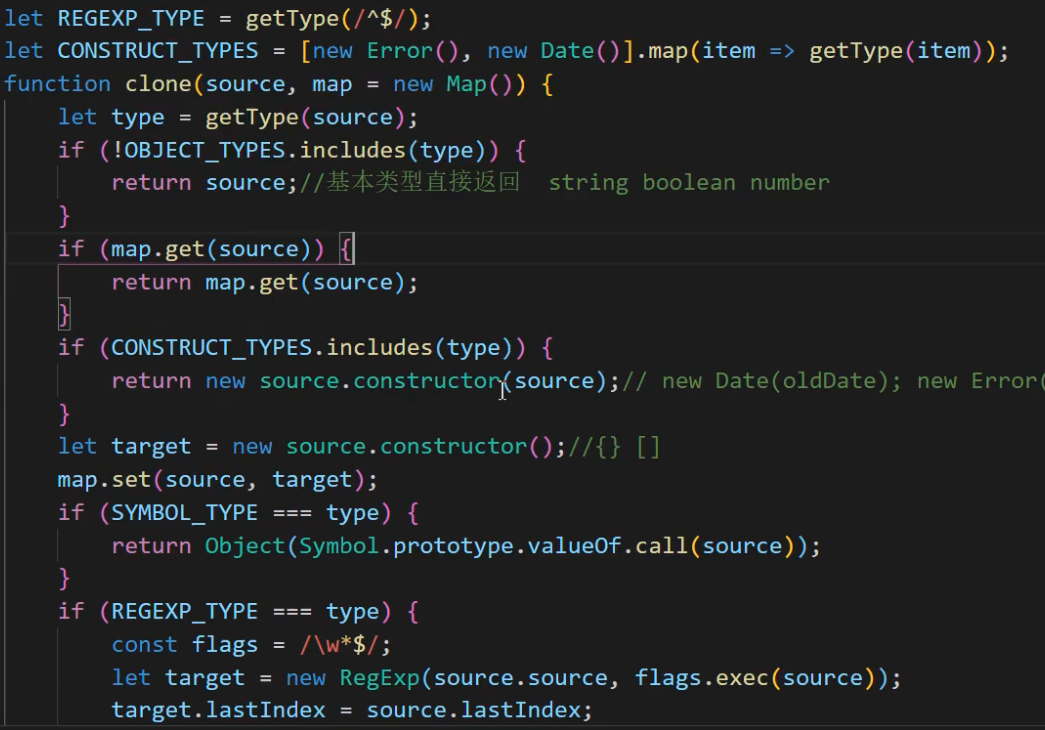 let REGEXP_TYPE = getType(/^$/);
let CONSTRUCT_TYPES = [new Error(), new Date()].map(item => getType(item));
function clone(source, map = new Map()) {
    let type = getType(source);
    if (!OBJECT_TYPES.includes(type)) {
        return source;//基本类型直接返回  string boolean number
    }
    if (map.get(source)) {
        return map.get(source);
    }
    if (CONSTRUCT_TYPES.includes(type)) {
        return new source.constructor(source);// new Date(oldDate); new Error(
    }
    let target = new source.constructor();//{} []
    map.set(source, target);
    if (SYMBOL_TYPE === type) {
        return Object(Symbol.prototype.valueOf.call(source));
    }
    if (REGEXP_TYPE === type) {
        const flags = /\w*$/;
        let target = new RegExp(source.source, flags.exec(source));
        target.lastIndex = source.lastIndex;